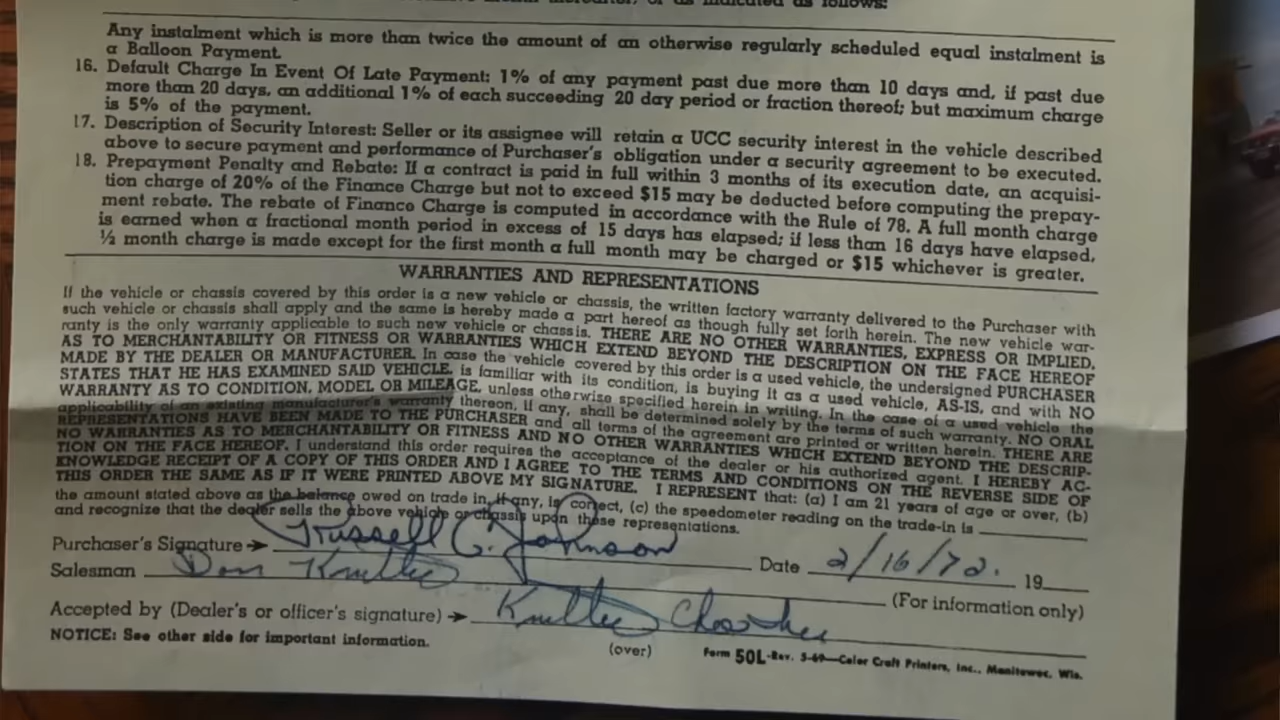 or as indicated as follows:
Any instalment which is more than twice the amount of an otherwise regularly scheduled equal instalment is
a Balloon Payment.
16. Default Charge In Event Of Late Payment: 1% of any payment past due more than 10 days and, if past due
more than 20 days, an additional 1% of each succeeding 20 day period or fraction thereof; but maximum charge
is 5% of the payment.
17. Description of Security Interest: Seller or its assignee will retain a UCC security interest in the vehicle described
above to secure payment and performance of Purchaser's obligation under a security agreement to be executed.
18. Prepayment Penalty and Rebate: If a contract is paid in full within 3 months of its execution date, an acquisi-
tion charge of 20% of the Finance Charge but not to exceed $15 may be deducted before computing the prepay-
ment rebate. The rebate of Finance Charge is computed in accordance with the Rule of 78. A full month charge
is earned when a fractional month period in excess of 15 days has elapsed; if less than 16 days have elapsed,
½ month charge is made except for the first month a full month may be charged or $15 whichever is greater.
WARRANTIES AND REPRESENTATIONS
If the vehicle or chassis covered by this order is a new vehicle or chassis, the written factory warranty delivered to the Purchaser with
such vehicle or chassis shall apply and the same is hereby made a part hereof as though fully set forth herein. The new vehicle war-
ranty is the only warranty applicable to such new vehicle or chassis. THERE ARE NO OTHER WARRANTIES, EXPRESS OR IMPLIED,
AS TO MERCHANTABILITY OR FITNESS OR WARRANTIES WHICH EXTEND BEYOND THE DESCRIPTION ON THE FACE HEREOF
MADE BY THE DEALER OR MANUFACTURER. In case the vehicle covered by this order is a used vehicle, the undersigned PURCHASER
STATES THAT HE HAS EXAMINED SAID VEHICLE, is familiar with its condition, is buying it as a used vehicle, AS-IS, and with NO
WARRANTY AS TO CONDITION, MODEL OR MILEAGE, unless otherwise specified herein in writing. In the case of a used vehicle the
applicability of an existing manufacturer's warranty thereon, if any, shall be determined solely by the terms of such warranty. NO ORAL
REPRESENTATIONS HAVE BEEN MADE TO THE PURCHASER and all terms of the agreement are printed or written herein. THERE ARE
NO WARRANTIES AS TO MERCHANTABILITY OR FITNESS AND NO OTHER WARRANTIES WHICH EXTEND BEYOND THE DESCRIP-
TION ON THE FACE HEREOF. I understand this order requires the acceptance of the dealer or his authorized agent. I HEREBY AC-
KNOWLEDGE RECEIPT OF A COPY OF THIS ORDER AND I AGREE TO THE TERMS AND CONDITIONS ON THE REVERSE SIDE OF
THIS ORDER THE SAME AS IF IT WERE PRINTED ABOVE MY SIGNATURE. I REPRESENT that: (a) I am 21 years of age or over, (b)
the amount stated above as the balance owed on trade in, if any, is correct, (c) the speedometer reading on the trade-in is
and recognize that the dealer sells the above vehicle or chassis upon these representations.
Purchaser's Signature Russell C. Johnson Date 2/16/72. 19
Salesman Don (For information only)
Accepted by (Dealer's or officer's signature)
NOTICE: See other side for important information.
(over) Form 50L-Rev. 5-69—Color Craft Printers, Inc., Manitowoc, Wis.